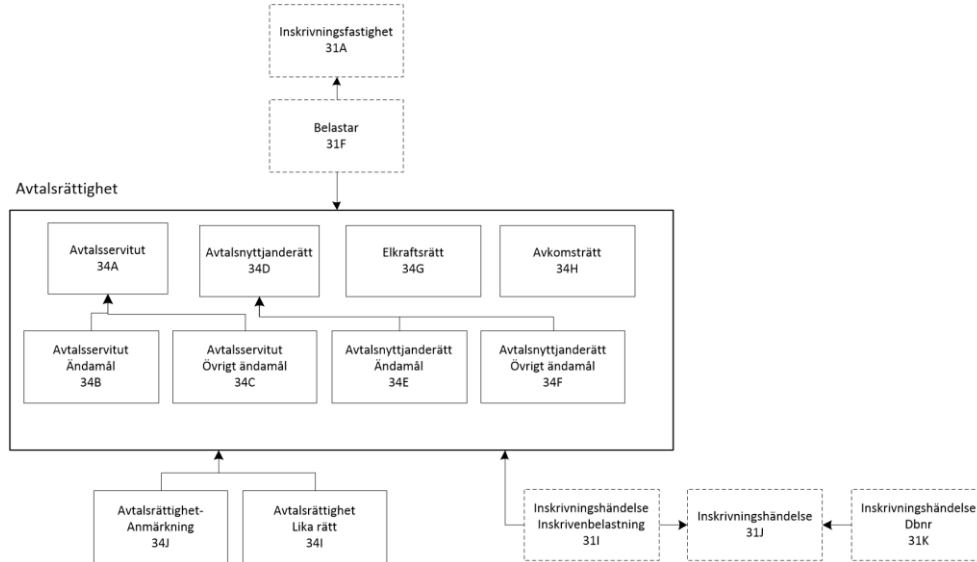 Inskrivningsfastighet
31A
Belastar
31F
Avtalsrättighet
Avtalsservitut
34A
Avtalsnyttjanderätt
34D
Elkraftsrätt
34G
Avkomsträtt
34H
Avtalsservitut
Ändamål
34B
Avtalsservitut
Övrigt ändamål
34C
Avtalsnyttjanderätt
Ändamål
34E
Avtalsnyttjanderätt
Övrigt ändamål
34F
Avtalsrättighet-
Anmärkning
34J
Avtalsrättighet
Lika rätt
34I
Inskrivningshändelse
Inskrivenbelastning
31I
Inskrivningshändelse
31J
Inskrivningshändelse
Dbnr
31K